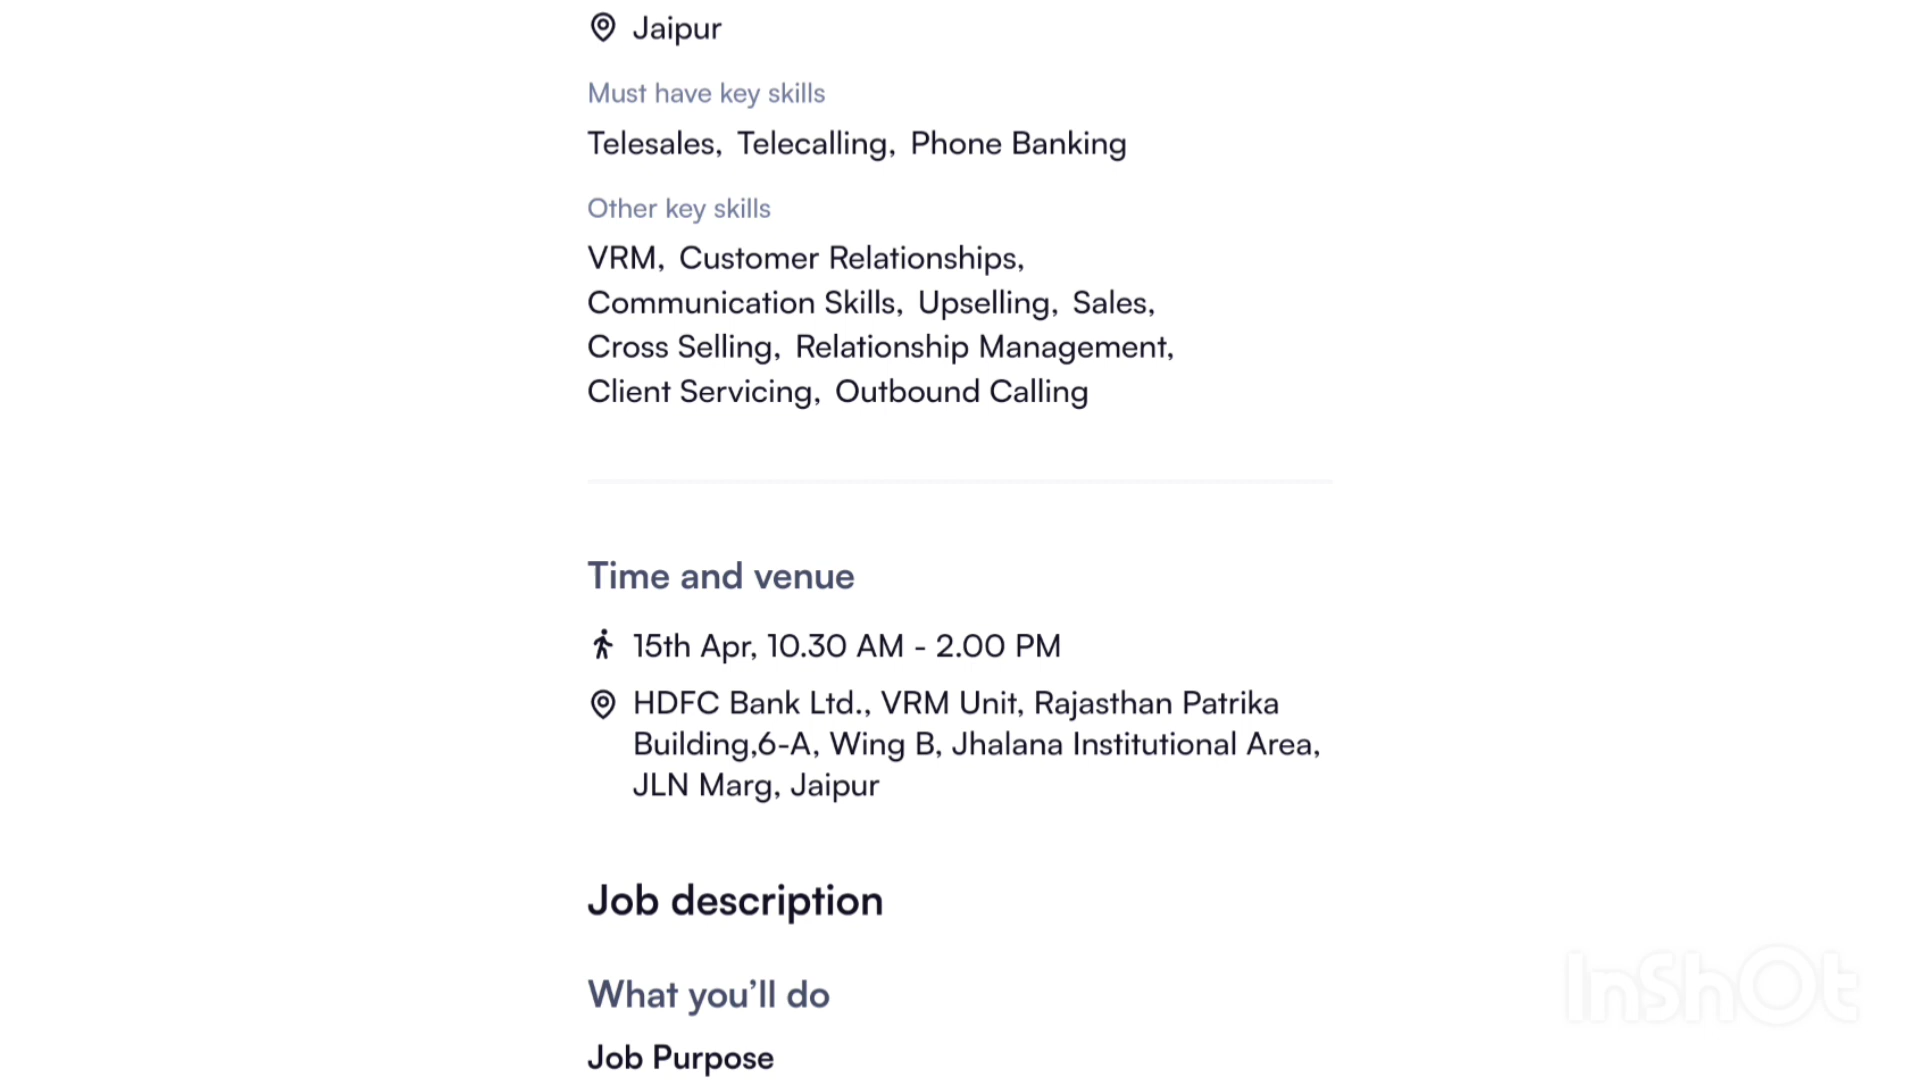 Jaipur
Must have key skills
Telesales, Telecalling, Phone Banking
Other key skills
VRM, Customer Relationships,
Communication Skills, Upselling, Sales,
Cross Selling, Relationship Management,
Client Servicing, Outbound Calling
Time and venue
15th Apr, 10.30 AM - 2.00 PM
HDFC Bank Ltd., VRM Unit, Rajasthan Patrika
Building,6-A, Wing B, Jhalana Institutional Area,
JLN Marg, Jaipur
Job description
What you’ll do
Job Purpose
InShOt